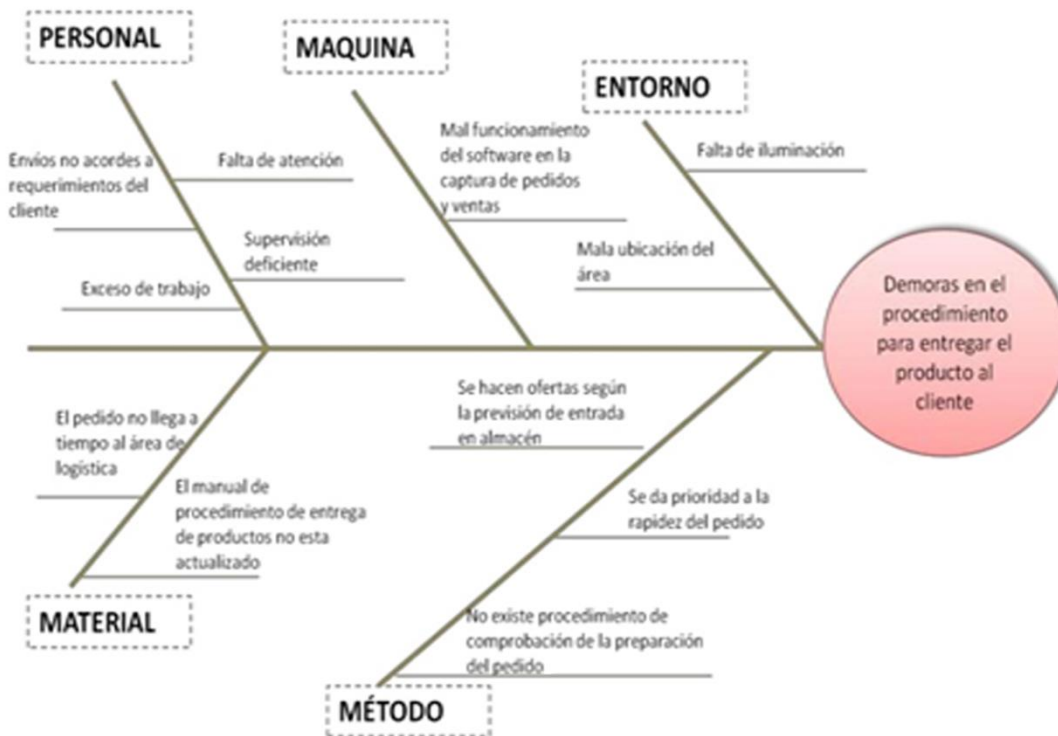 PERSONAL
MAQUINA
ENTORNO
Envíos no acordes a
requerimientos del
cliente
Falta de atención
Supervisión
deficiente
Exceso de trabajo
Mal funcionamiento
del software en la
captura de pedidos
y ventas
Falta de iluminación
Mala ubicación del
área
Demoras en el
procedimiento
para entregar el
producto al
cliente
El pedido no llega a
tiempo al área de
logística
El manual de
procedimiento de entrega
de productos no esta
actualizado
Se hacen ofertas según
la previsión de entrada
en almacén
Se da prioridad a la
rapidez del pedido
No existe procedimiento de
comprobación de la preparación
del pedido
MATERIAL
MÉTODO